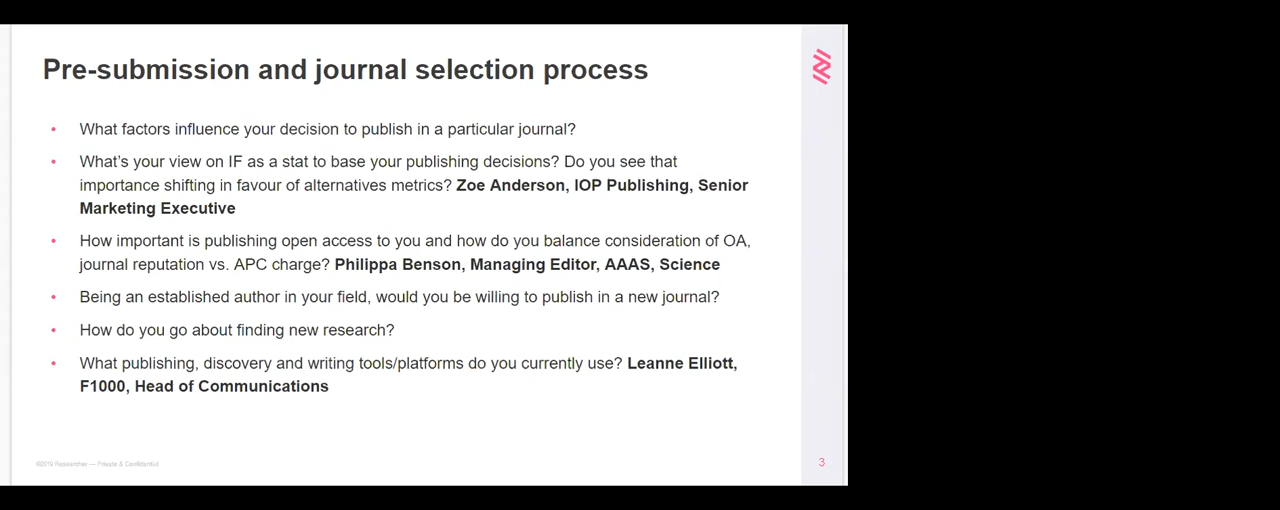 Pre-submission and journal selection process
• What factors influence your decision to publish in a particular journal?
• What's your view on IF as a stat to base your publishing decisions? Do you see that
importance shifting in favour of alternatives metrics? Zoe Anderson, IOP Publishing, Senior
Marketing Executive
• How important is publishing open access to you and how do you balance consideration of OA,
journal reputation vs. APC charge? Philippa Benson, Managing Editor, AAAS, Science
• Being an established author in your field, would you be willing to publish in a new journal?
• How do you go about finding new research?
• What publishing, discovery and writing tools/platforms do you currently use? Leanne Elliott,
F1000, Head of Communications
©2019 Researcher — Private & Confidential
3